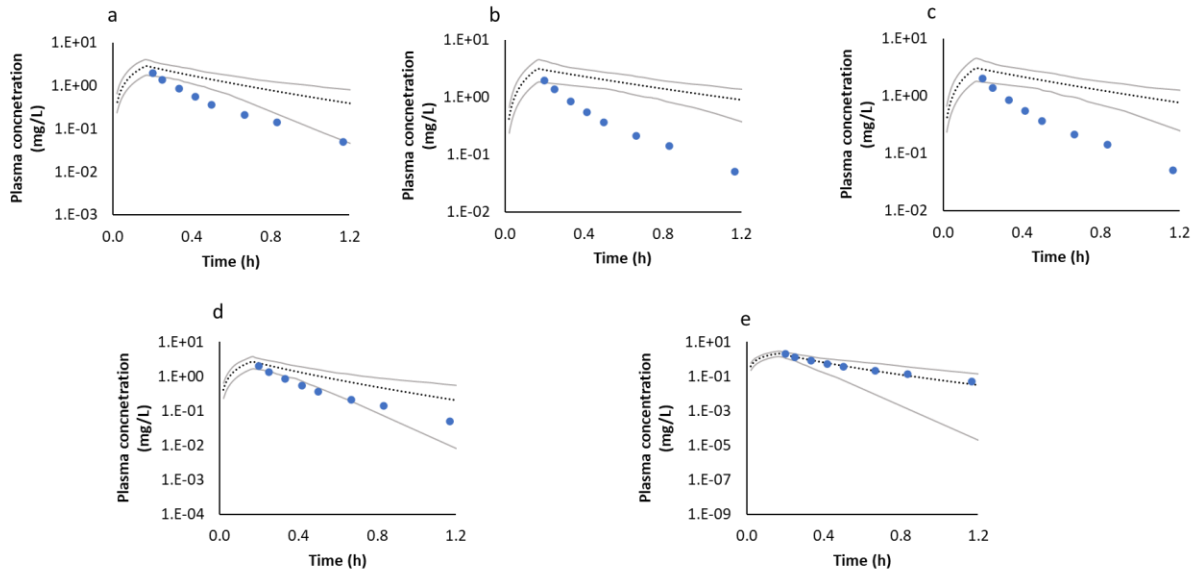 a
Plasma concnetration
(mg/L)
1.E+01
1.E+00
1.E-01
1.E-02
1.E-03
0.0 0.4 0.8 1.2
Time (h)
b
Plasma concnetration
(mg/L)
1.E+01
1.E+00
1.E-01
1.E-02
0.0 0.4 0.8 1.2
Time (h)
c
Plasma concnetration
(mg/L)
1.E+01
1.E+00
1.E-01
1.E-02
0.0 0.4 0.8 1.2
Time (h)
d
Plasma concnetration
(mg/L)
1.E+01
1.E+00
1.E-01
1.E-02
1.E-03
1.E-04
0.0 0.4 0.8 1.2
Time (h)
e
Plasma concentration
(mg/L)
1.E+01
1.E-01
1.E-03
1.E-05
1.E-07
1.E-09
0.0 0.4 0.8 1.2
Time (h)